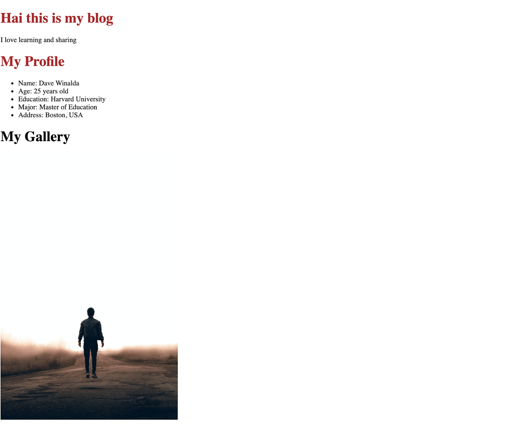 Hai this is my blog
I love learning and sharing
My Profile
Name: Dave Winalda
Age: 25 years old
Education: Harvard University
Major: Master of Education
Address: Boston, USA
My Gallery